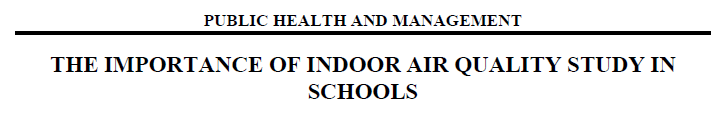 PUBLIC HEALTH AND MANAGEMENT
THE IMPORTANCE OF INDOOR AIR QUALITY STUDY IN
SCHOOLS